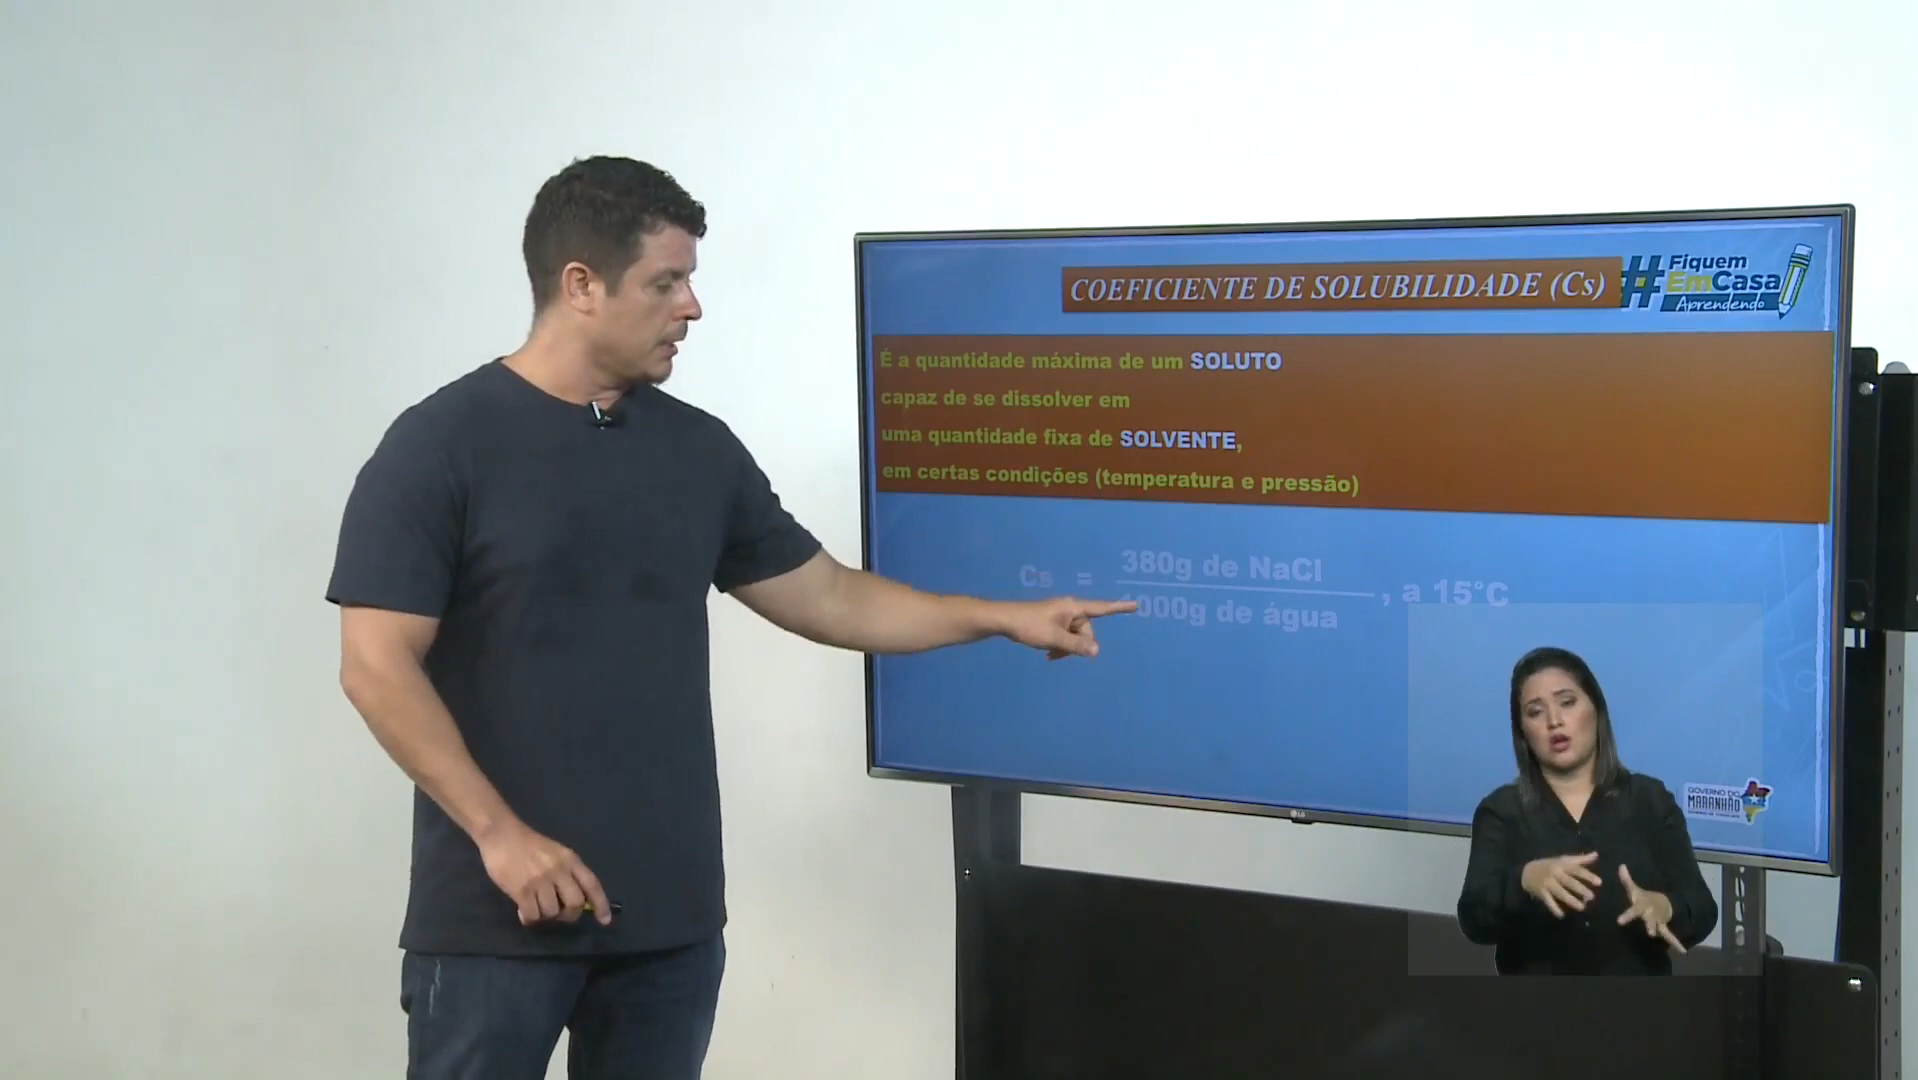 COEFICIENTE DE SOLUBILIDADE (Cs)
# Fiquem
EmCasa
Aprendendo
É a quantidade máxima de um SOLUTO
capaz de se dissolver em
uma quantidade fixa de SOLVENTE,
em certas condições (temperatura e pressão)
Cs = 380g de NaCl , a 15°C
1000g de água
GOVERNO DO
MARANHÃO
LG